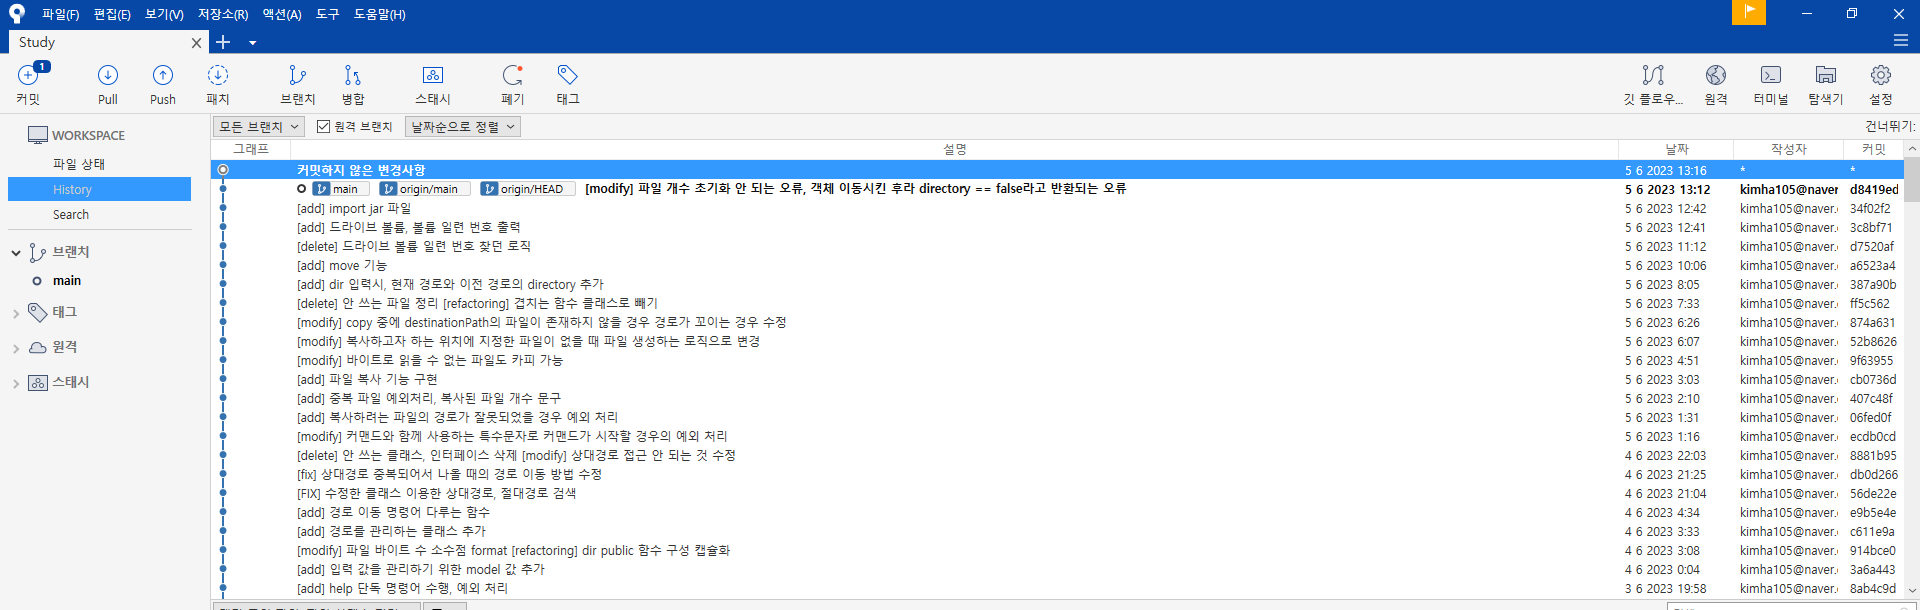 파일(F) 편집(E) 보기(V) 저장소(R) 액션(A) 도구 도움말(H)
Study
1
커밋 Pull Push 패치 브랜치 병합 스태시 폐기 태그 깃 플로우... 원격 터미널 탐색기 설정
WORKSPACE
파일 상태
History
Search
브랜치
main
태그
원격
스태시
모든 브랜치 원격 브랜치 날짜순으로 정렬 건너뛰기:
그래프 설명 날짜 작성자 커밋
커밋하지 않은 변경사항 5 6 2023 13:16 * *
main origin/main origin/HEAD [modify] 파일 개수 초기화 안 되는 오류, 객체 이동시킨 후라 directory == false라고 반환되는 오류 5 6 2023 13:12 kimha105@naver d8419ed
[add] import jar 파일 5 6 2023 12:42 kimha105@naver. 34f02f2
[add] 드라이브 볼륨, 볼륨 일련 번호 출력 5 6 2023 12:41 kimha105@naver. 3c8bf71
[delete] 드라이브 볼륨 일련 번호 찾던 로직 5 6 2023 11:12 kimha105@naver. d7520af
[add] move 기능 5 6 2023 10:06 kimha105@naver. a6523a4
[add] dir 입력시, 현재 경로와 이전 경로의 directory 추가 5 6 2023 8:05 kimha105@naver. 387a90b
[delete] 안 쓰는 파일 정리 [refactoring] 겹치는 함수 클래스로 빼기 5 6 2023 7:33 kimha105@naver. ff5c562
[modify] copy 중에 destinationPath의 파일이 존재하지 않을 경우 경로가 꼬이는 경우 수정 5 6 2023 6:26 kimha105@naver. 874a631
[modify] 복사하고자 하는 위치에 지정한 파일이 없을 때 파일 생성하는 로직으로 변경 5 6 2023 6:07 kimha105@naver. 52b8626
[modify] 바이트로 읽을 수 없는 파일도 카피 가능 5 6 2023 4:51 kimha105@naver. 9f63955
[add] 파일 복사 기능 구현 5 6 2023 3:03 kimha105@naver. cb0736d
[add] 중복 파일 예외처리, 복사된 파일 개수 문구 5 6 2023 2:10 kimha105@naver. 407c48f
[add] 복사하려는 파일의 경로가 잘못되었을 경우 예외 처리 5 6 2023 1:31 kimha105@naver. 06fed0f
[modify] 커맨드와 함께 사용하는 특수문자로 커맨드가 시작할 경우의 예외 처리 5 6 2023 1:16 kimha105@naver. ecdb0cd
[delete] 안 쓰는 클래스, 인터페이스 삭제 [modify] 상대경로 접근 안 되는 것 수정 4 6 2023 22:03 kimha105@naver. 8881b95
[fix] 상대경로 중복되어서 나올 때의 경로 이동 방법 수정 4 6 2023 21:25 kimha105@naver. db0d266
[FIX] 수정한 클래스 이용한 상대경로, 절대경로 검색 4 6 2023 21:04 kimha105@naver. 56de22e
[add] 경로 이동 명령어 다루는 함수 4 6 2023 4:34 kimha105@naver. e9b5e4e
[add] 경로를 관리하는 클래스 추가 4 6 2023 3:33 kimha105@naver. c611e9a
[modify] 파일 바이트 수 소수점 format [refactoring] dir public 함수 구성 캡슐화 4 6 2023 3:08 kimha105@naver. 914bce0
[add] 입력 값을 관리하기 위한 model 값 추가 4 6 2023 0:04 kimha105@naver. 3a6a443
[add] help 단독 명령어 수행, 예외 처리 3 6 2023 19:58 kimha105@naver. 8ab4c9d